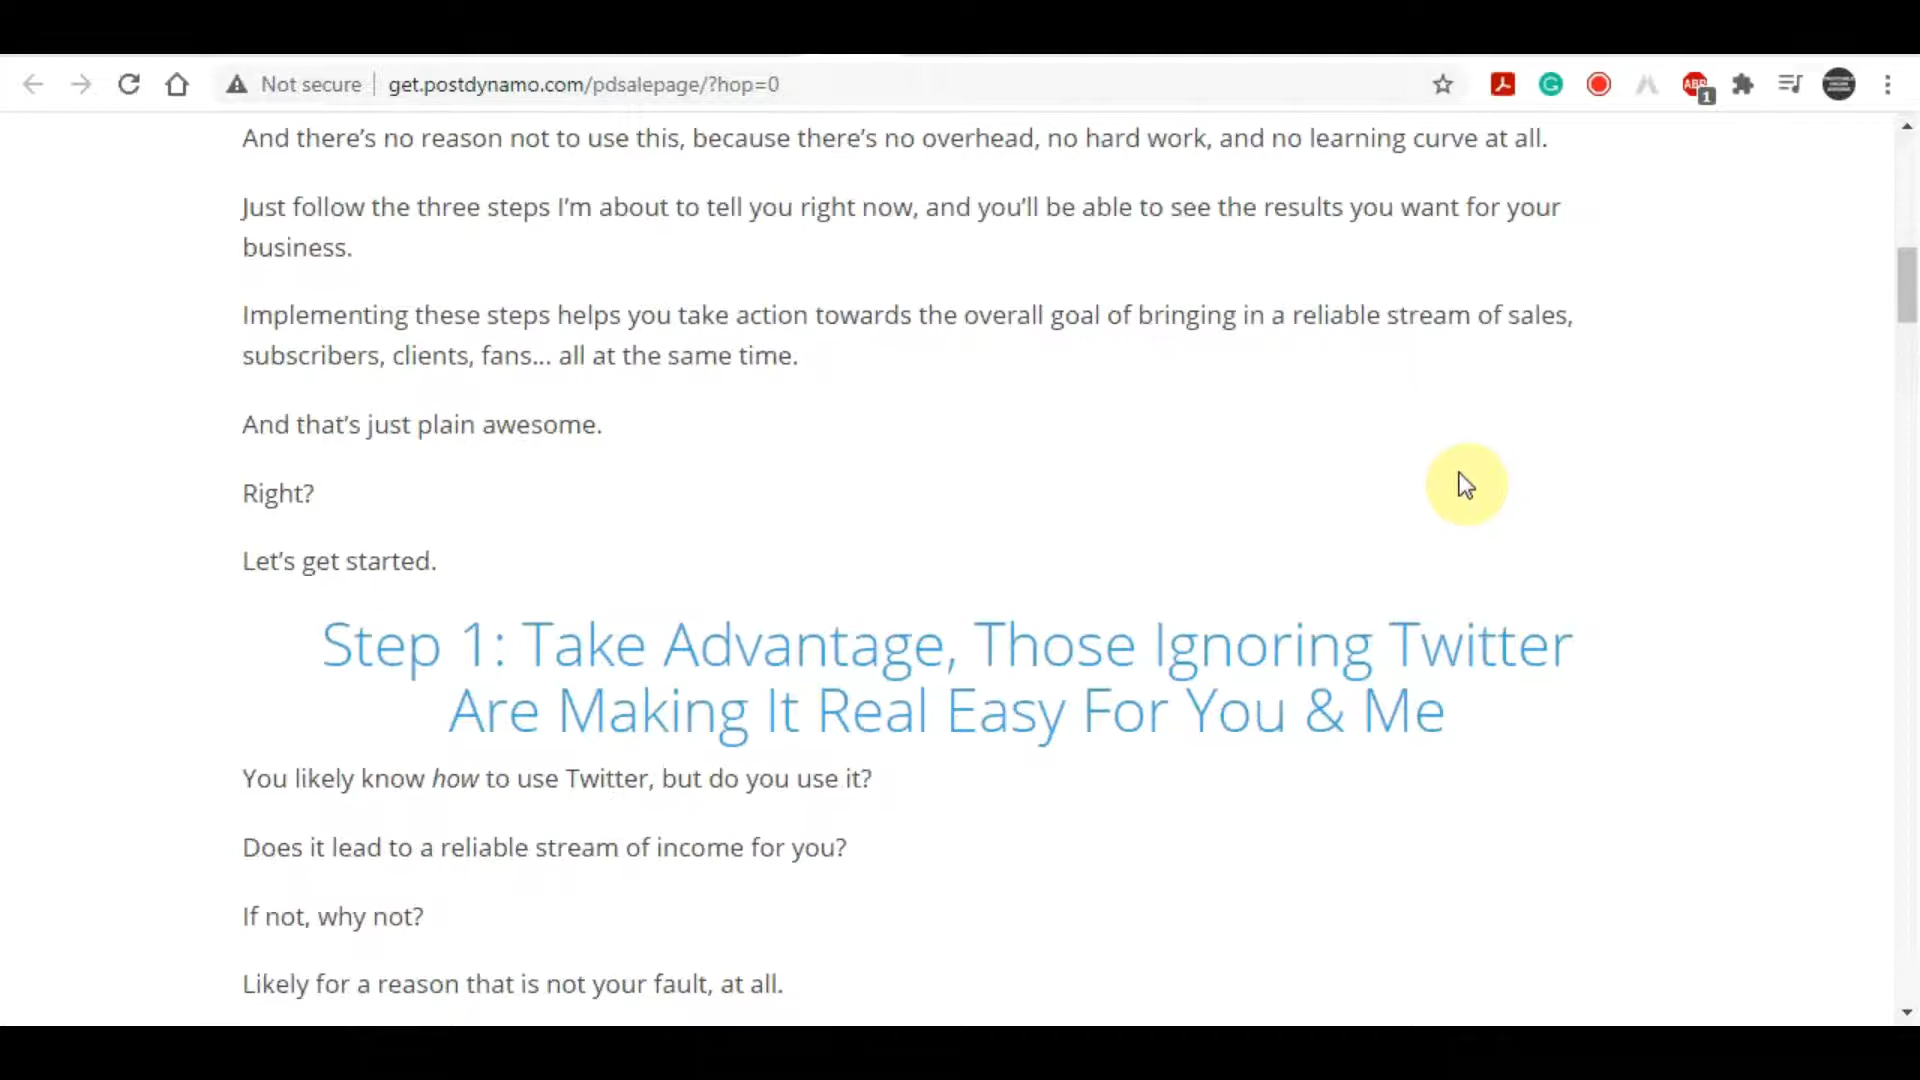 Not secure | get.postdynamo.com/pdsalepage/?hop=0
ABP
1
And there’s no reason not to use this, because there’s no overhead, no hard work, and no learning curve at all.
Just follow the three steps I’m about to tell you right now, and you’ll be able to see the results you want for your
business.
Implementing these steps helps you take action towards the overall goal of bringing in a reliable stream of sales,
subscribers, clients, fans... all at the same time.
And that’s just plain awesome.
Right?
Let’s get started.
Step 1: Take Advantage, Those Ignoring Twitter
Are Making It Real Easy For You & Me
You likely know how to use Twitter, but do you use it?
Does it lead to a reliable stream of income for you?
If not, why not?
Likely for a reason that is not your fault, at all.